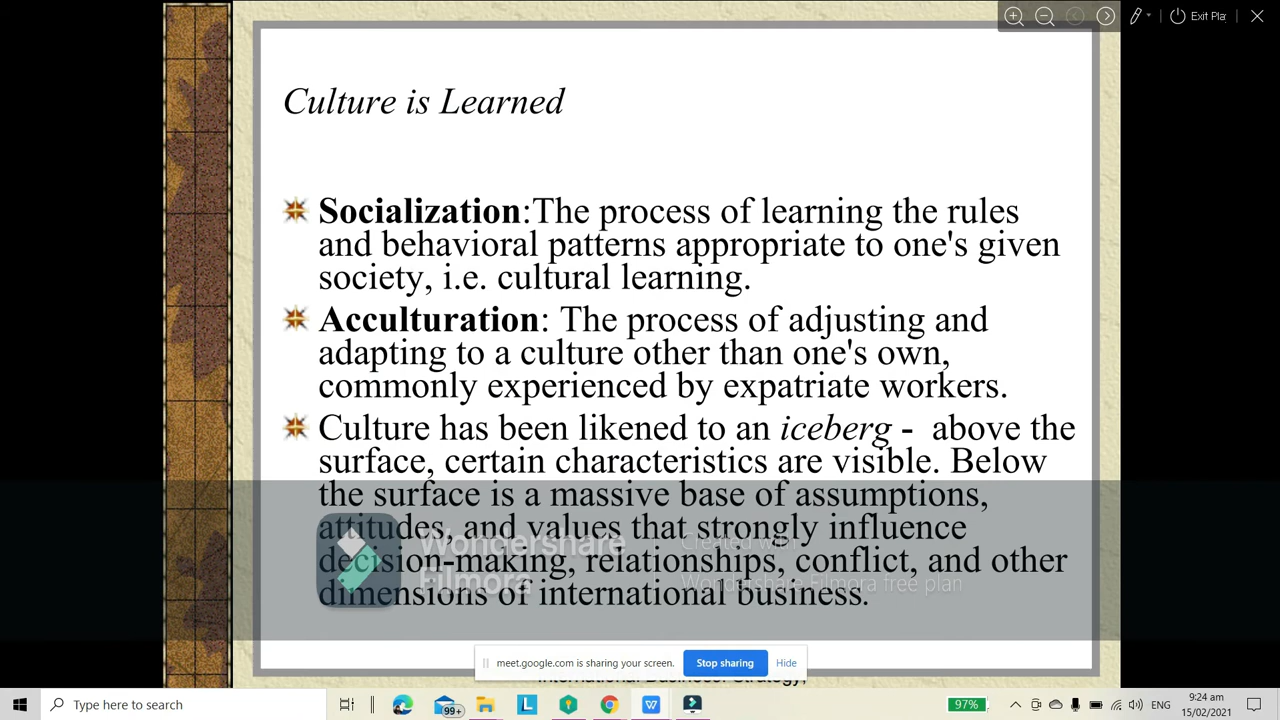 Exit Pla
Culture is Learned
Socialization:The process of learning the rules
and behavioral patterns appropriate to one's given
society, i.e. cultural learning.
Acculturation: The process of adjusting and
adapting to a culture other than one's own,
commonly experienced by expatriate workers.
Culture has been likened to an iceberg - above the
surface, certain characteristics are visible. Below
the surface is a massive base of assumptions,
attitudes, and values that strongly influence
decision-making, relationships, conflict, and other
dimensions of international business.
Wondershare
Filmora
Created with
Wondershare Filmora free plan
meet.google.com is sharing your screen.
Stop sharing
Hide
International Business: Strategy,
Type here to search
99+
97%
ENG
9:24 am
15/02/2021